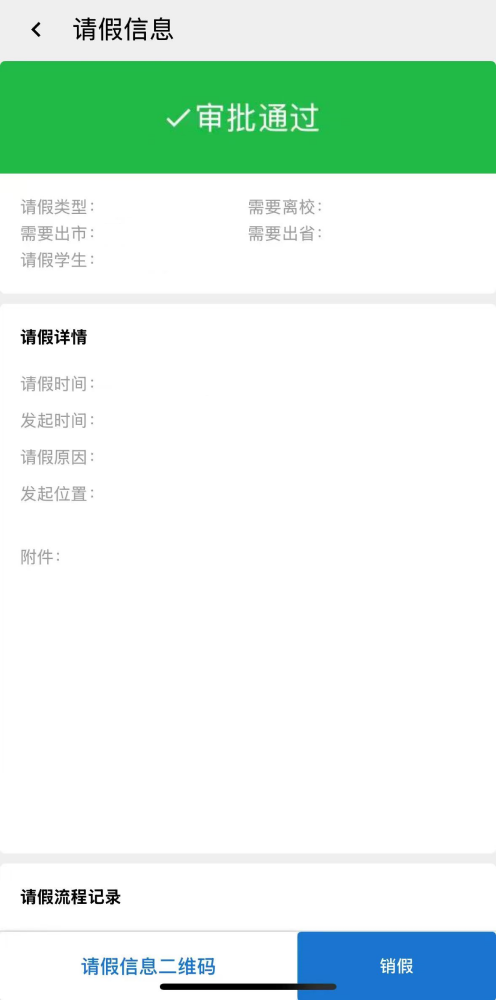 请假信息
审批通过
请假类型： 需要离校：
需要出市： 需要出省：
请假学生：
请假详情
请假时间：
发起时间：
请假原因：
发起位置：
附件：
请假流程记录
请假信息二维码 销假